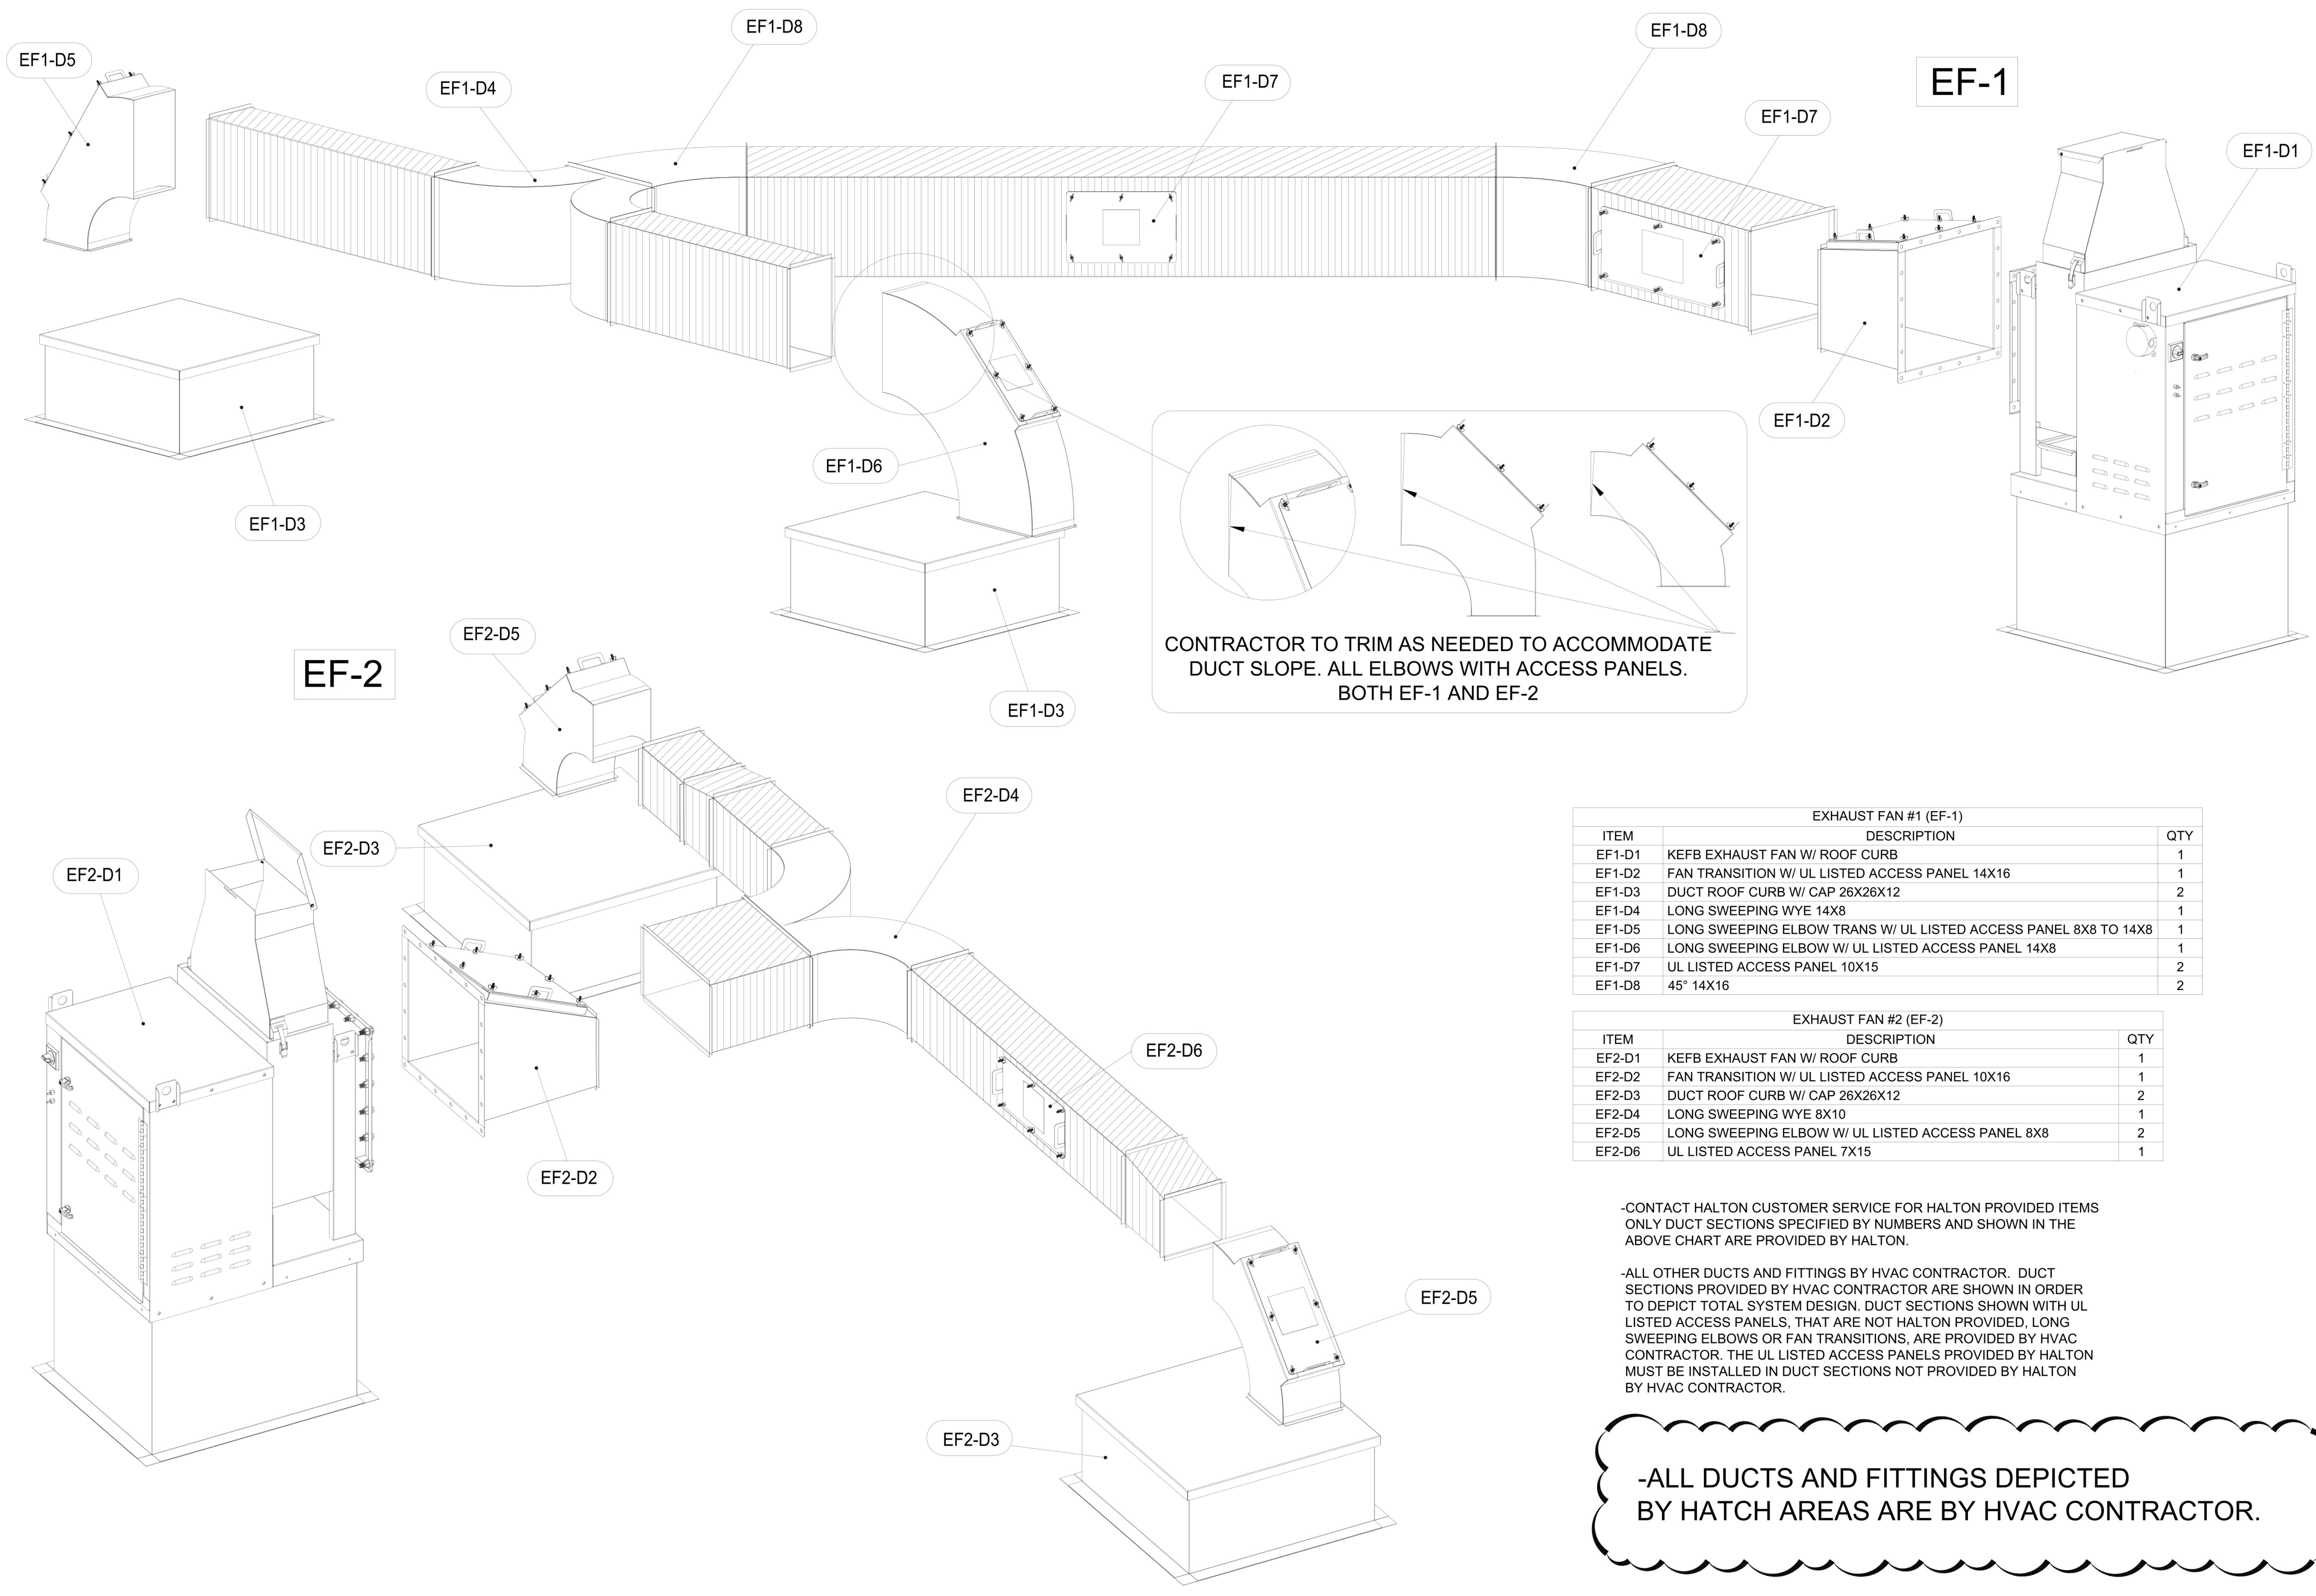 EF1-D8
EF1-D8
EF1-D5
EF1-D4
EF1-D7
EF-1
EF1-D7
EF1-D1
EF1-D2
EF1-D6
EF1-D3
CONTRACTOR TO TRIM AS NEEDED TO ACCOMMODATE
DUCT SLOPE. ALL ELBOWS WITH ACCESS PANELS.
BOTH EF-1 AND EF-2
EF1-D3
EF2-D5
EF-2
EF2-D4
EF2-D3
EF2-D1
EF2-D6
EF2-D2
EF2-D5
EF2-D3
EXHAUST FAN #1 (EF-1)
ITEM DESCRIPTION QTY
EF1-D1 KEFB EXHAUST FAN W/ ROOF CURB 1
EF1-D2 FAN TRANSITION W/ UL LISTED ACCESS PANEL 14X16 1
EF1-D3 DUCT ROOF CURB W/ CAP 26X26X12 2
EF1-D4 LONG SWEEPING WYE 14X8 1
EF1-D5 LONG SWEEPING ELBOW TRANS W/ UL LISTED ACCESS PANEL 8X8 TO 14X8 1
EF1-D6 LONG SWEEPING ELBOW W/ UL LISTED ACCESS PANEL 14X8 1
EF1-D7 UL LISTED ACCESS PANEL 10X15 2
EF1-D8 45° 14X16 2
EXHAUST FAN #2 (EF-2)
ITEM DESCRIPTION QTY
EF2-D1 KEFB EXHAUST FAN W/ ROOF CURB 1
EF2-D2 FAN TRANSITION W/ UL LISTED ACCESS PANEL 10X16 1
EF2-D3 DUCT ROOF CURB W/ CAP 26X26X12 2
EF2-D4 LONG SWEEPING WYE 8X10 1
EF2-D5 LONG SWEEPING ELBOW W/ UL LISTED ACCESS PANEL 8X8 2
EF2-D6 UL LISTED ACCESS PANEL 7X15 1
-CONTACT HALTON CUSTOMER SERVICE FOR HALTON PROVIDED ITEMS
ONLY DUCT SECTIONS SPECIFIED BY NUMBERS AND SHOWN IN THE
ABOVE CHART ARE PROVIDED BY HALTON.
-ALL OTHER DUCTS AND FITTINGS BY HVAC CONTRACTOR. DUCT
SECTIONS PROVIDED BY HVAC CONTRACTOR ARE SHOWN IN ORDER
TO DEPICT TOTAL SYSTEM DESIGN. DUCT SECTIONS SHOWN WITH UL
LISTED ACCESS PANELS, THAT ARE NOT HALTON PROVIDED, LONG
SWEEPING ELBOWS OR FAN TRANSITIONS, ARE PROVIDED BY HVAC
CONTRACTOR. THE UL LISTED ACCESS PANELS PROVIDED BY HALTON
MUST BE INSTALLED IN DUCT SECTIONS NOT PROVIDED BY HALTON
BY HVAC CONTRACTOR.
-ALL DUCTS AND FITTINGS DEPICTED
BY HATCH AREAS ARE BY HVAC CONTRACTOR.